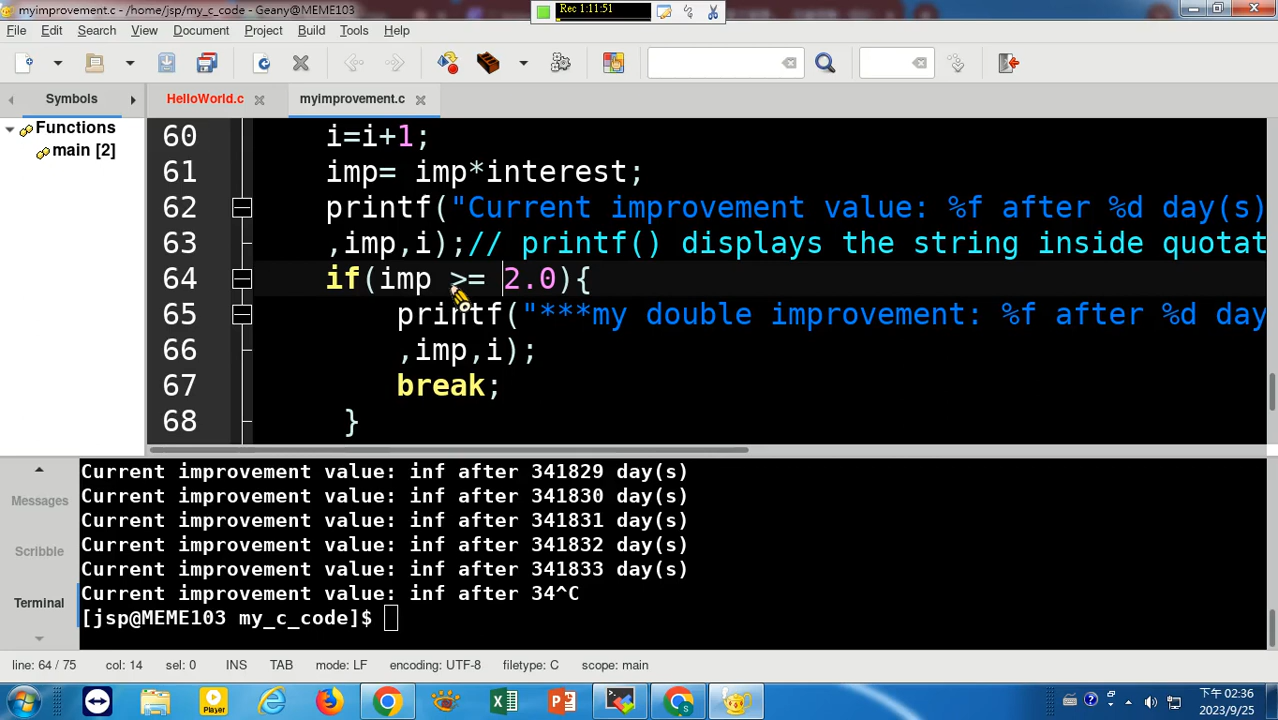 myimprovement.c - /home/jsp/my_c_code/ - Geany@MEME103
Rec 1:11:51
File Edit Search View Document Project Build Tools Help
Symbols HelloWorld.c myimprovement.c
Functions
main [2]
60 i=i+1;
61 imp= imp*interest;
62 printf("Current improvement value: %f after %d day(s)
63 ,imp,i);// printf() displays the string inside quotat
64 if(imp >= 2.0){
65 printf("***my double improvement: %f after %d day
66 ,imp,i);
67 break;
68 }
Messages
Scribble
Terminal
Current improvement value: inf after 341829 day(s)
Current improvement value: inf after 341830 day(s)
Current improvement value: inf after 341831 day(s)
Current improvement value: inf after 341832 day(s)
Current improvement value: inf after 341833 day(s)
Current improvement value: inf after 34^C
[jsp@MEME103 my_c_code]$
line: 64 / 75 col: 14 sel: 0 INS TAB mode: LF encoding: UTF-8 filetype: C scope: main
Player
下午 02:36
2023/9/25